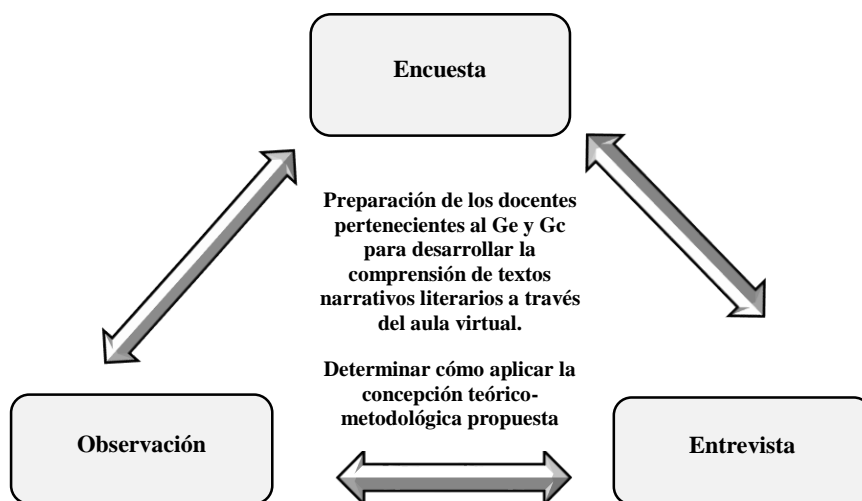 Encuesta
Preparación de los docentes
pertenecientes al Ge y Gc
para desarrollar la
comprensión de textos
narrativos literarios a través
del aula virtual.
Determinar cómo aplicar la
concepción teórico-
metodológica propuesta
Observación
Entrevista